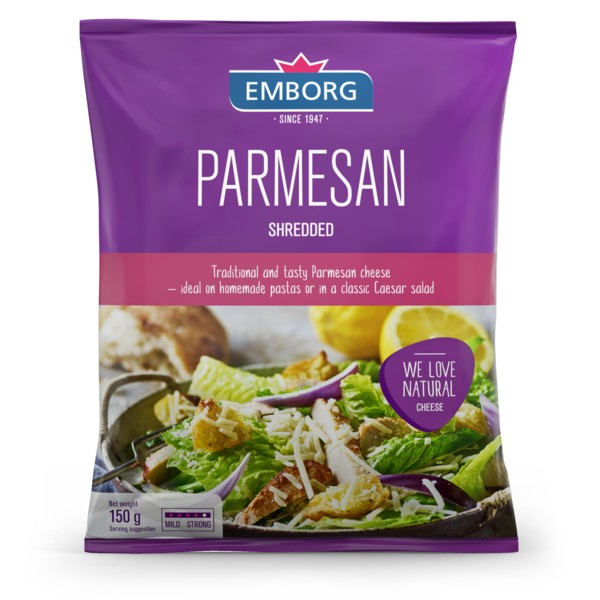 EMBORG
· SINCE 1947 ·
PARMESAN
SHREDDED
Traditional and tasty Parmesan cheese
– ideal on homemade pastas or in a classic Caesar salad
WE LOVE
NATURAL
CHEESE
Net weight
150 g
Serving suggestion
MILD STRONG